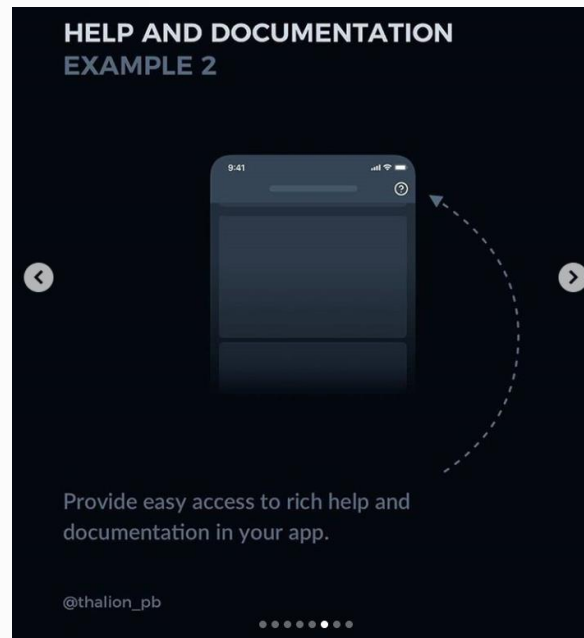 HELP AND DOCUMENTATION
EXAMPLE 2
9:41
?
Provide easy access to rich help and
documentation in your app.
@thalion_pb